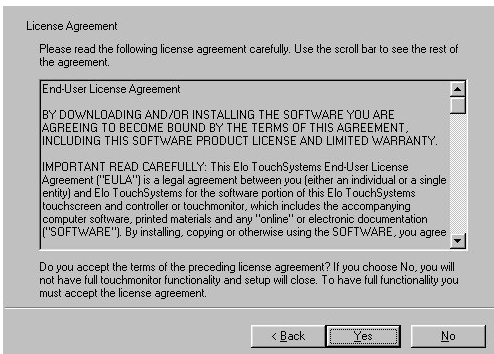 License Agreement
Please read the following license agreement carefully. Use the scroll bar to see the rest of
the agreement.
End-User License Agreement
BY DOWNLOADING AND/OR INSTALLING THE SOFTWARE YOU ARE
AGREEING TO BECOME BOUND BY THE TERMS OF THIS AGREEMENT,
INCLUDING THIS SOFTWARE PRODUCT LICENSE AND LIMITED WARRANTY.
IMPORTANT READ CAREFULLY: This Elo TouchSystems End-User License
Agreement ("EULA") is a legal agreement between you (either an individual or a single
entity) and Elo TouchSystems for the software portion of this Elo TouchSystems
touchscreen and controller or touchmonitor, which includes the accompanying
computer software, printed materials and any "online" or electronic documentation
("SOFTWARE"). By installing, copying or otherwise using the SOFTWARE, you agree
Do you accept the terms of the preceding license agreement? If you choose No, you will
not have full touchmonitor functionality and setup will close. To have full functionallity you
must accept the license agreement.
< Back
Yes
No